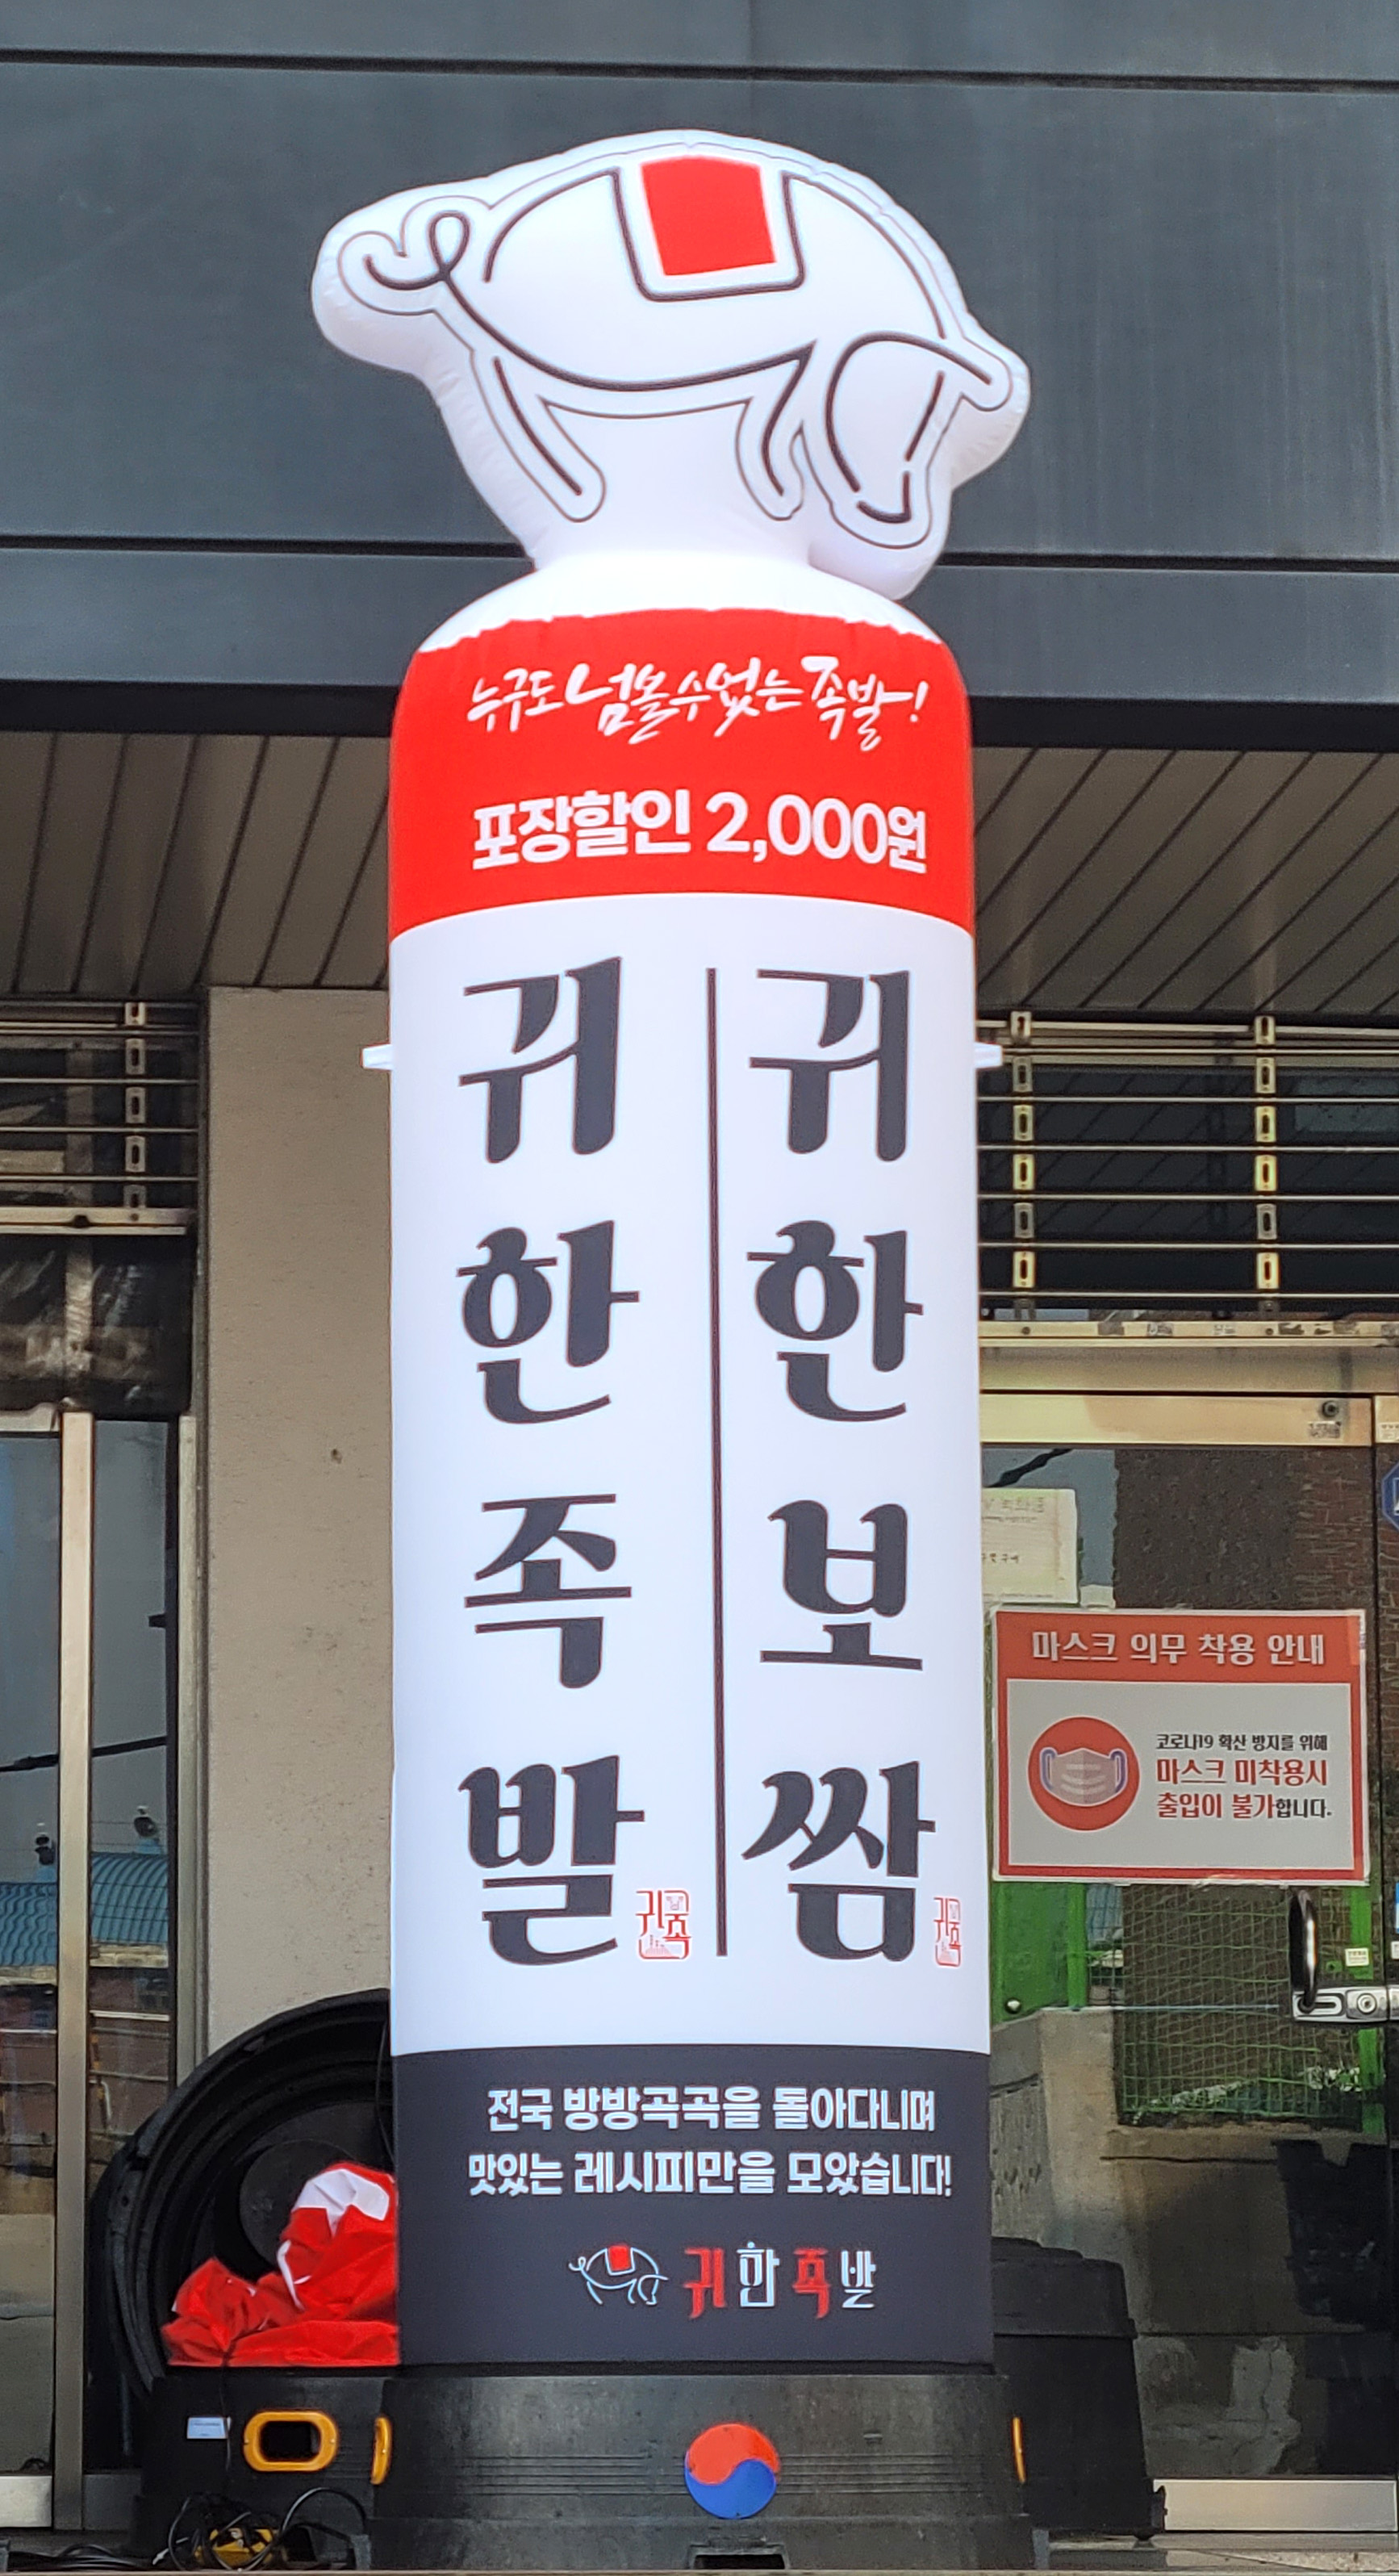 누구도 넘볼 수 없는 족발!
포장할인 2,000원
귀한족발
귀한보쌈
귀족
귀족
전국 방방곡곡을 돌아다니며
맛있는 레시피만을 모았습니다!
귀한족발
마스크 의무 착용 안내
코로나19 확산 방지를 위해
마스크 미착용시
출입이 불가합니다.